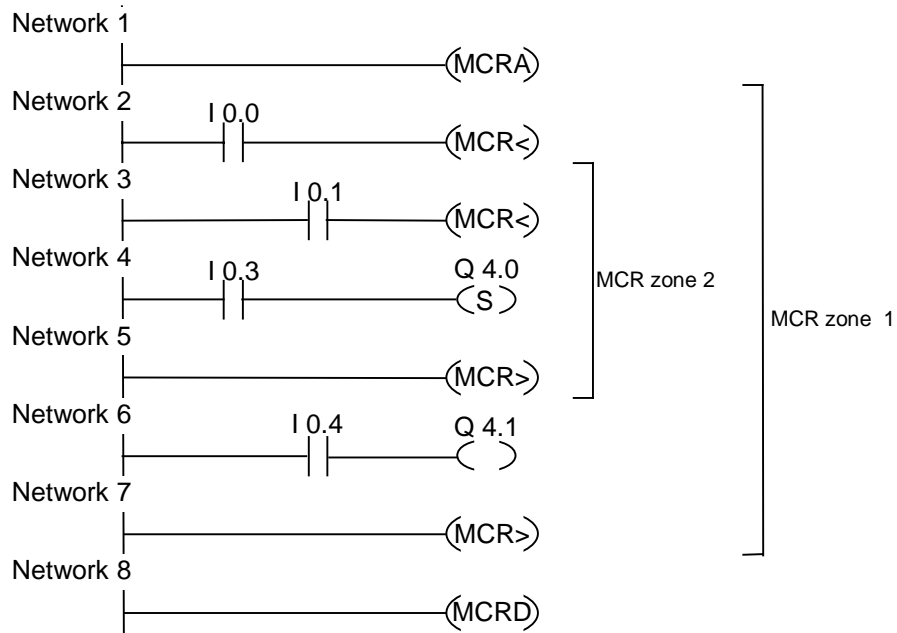 Network 1
(MCRA)
Network 2
I 0.0
(MCR<)
Network 3
I 0.1
(MCR<)
Network 4
I 0.3
Q 4.0
(S)
MCR zone 2
MCR zone 1
Network 5
(MCR>)
Network 6
I 0.4
Q 4.1
( )
Network 7
(MCR>)
Network 8
(MCRD)